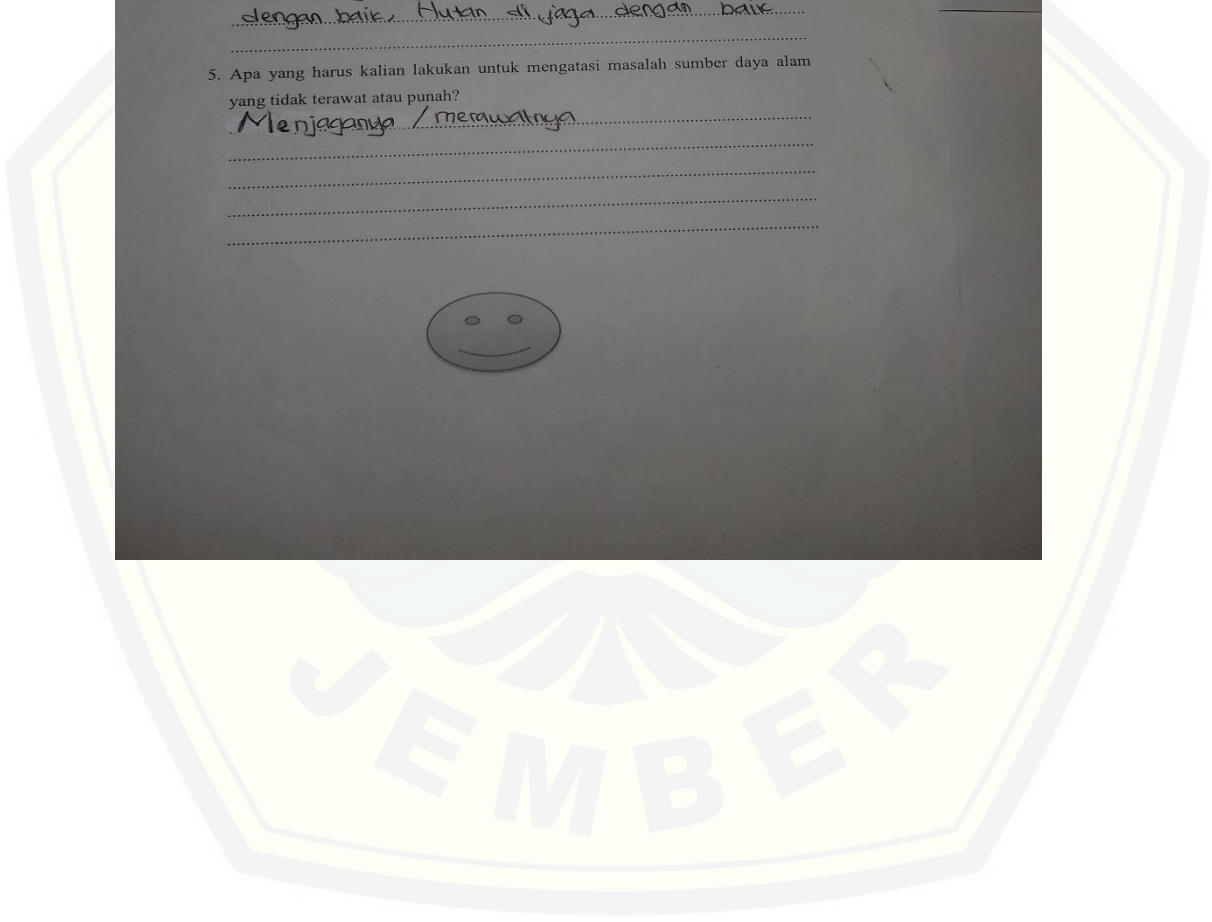 dengan baik, Hutan di jaga dengan baik
5. Apa yang harus kalian lakukan untuk mengatasi masalah sumber daya alam
yang tidak terawat atau punah?
Menjaganya / merawatnya
JEMBER